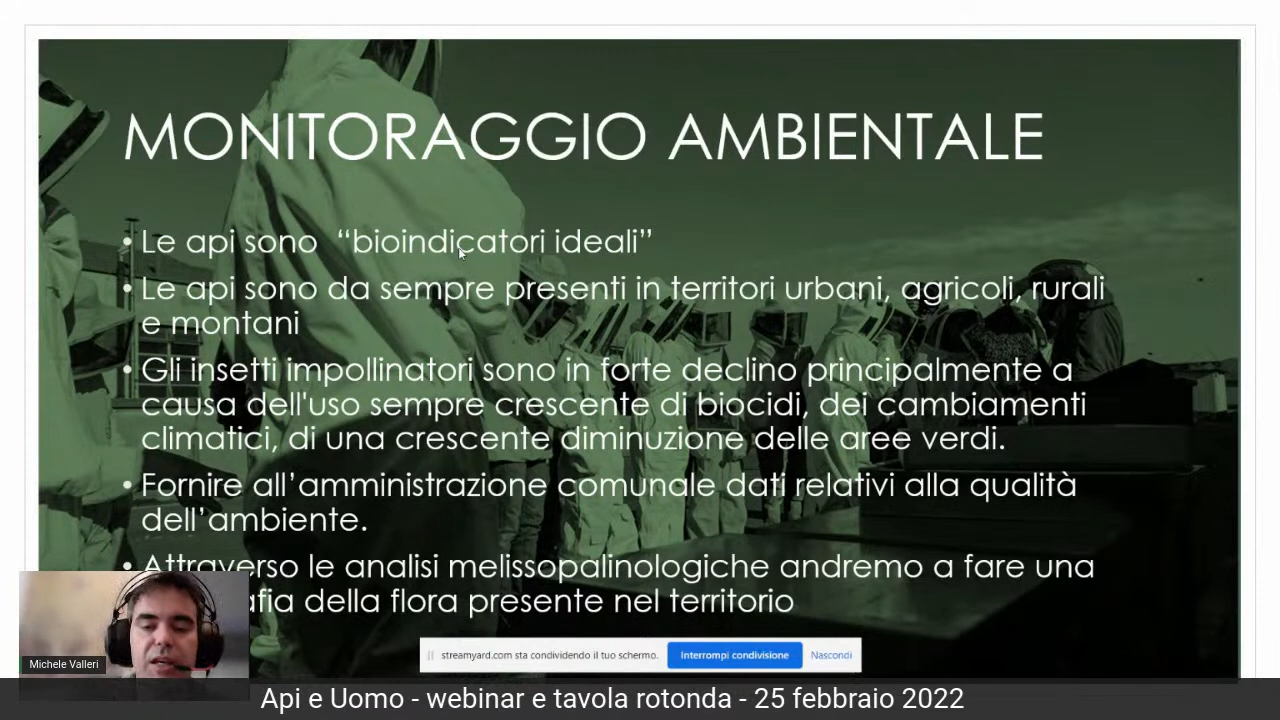 MONITORAGGIO AMBIENTALE
• Le api sono “bioindicatori ideali”
• Le api sono da sempre presenti in territori urbani, agricoli, rurali
e montani
• Gli insetti impollinatori sono in forte declino principalmente a
causa dell'uso sempre crescente di biocidi, dei cambiamenti
climatici, di una crescente diminuzione delle aree verdi.
• Fornire all’amministrazione comunale dati relativi alla qualità
dell’ambiente.
• Attraverso le analisi melissopalinologiche andremo a fare una
della flora presente nel territorio
Michele Valleri
streamyard.com sta condividendo il tuo schermo. Interrompi condivisione Nascondi
Api e Uomo - webinar e tavola rotonda - 25 febbraio 2022